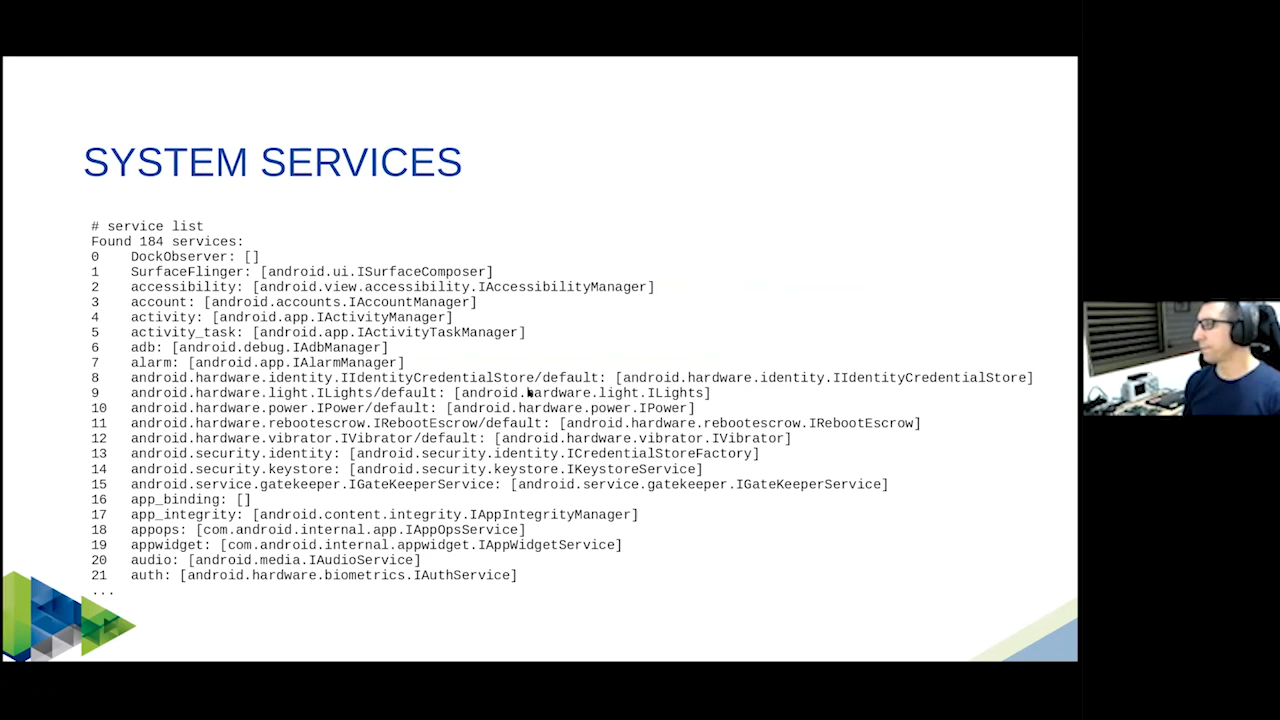 SYSTEM SERVICES
# service list
Found 184 services:
0 DockObserver: []
1 SurfaceFlinger: [android.ui.ISurfaceComposer]
2 accessibility: [android.view.accessibility.IAccessibilityManager]
3 account: [android.accounts.IAccountManager]
4 activity: [android.app.IActivityManager]
5 activity_task: [android.app.IActivityTaskManager]
6 adb: [android.debug.IAdbManager]
7 alarm: [android.app.IAlarmManager]
8 android.hardware.identity.IIdentityCredentialStore/default: [android.hardware.identity.IIdentityCredentialStore]
9 android.hardware.light.ILights/default: [android.hardware.light.ILights]
10 android.hardware.power.IPower/default: [android.hardware.power.IPower]
11 android.hardware.rebootescrow.IRebootEscrow/default: [android.hardware.rebootescrow.IRebootEscrow]
12 android.hardware.vibrator.IVibrator/default: [android.hardware.vibrator.IVibrator]
13 android.security.identity: [android.security.identity.ICredentialStoreFactory]
14 android.security.keystore: [android.security.keystore.IKeystoreService]
15 android.service.gatekeeper.IGateKeeperService: [android.service.gatekeeper.IGateKeeperService]
16 app_binding: []
17 app_integrity: [android.content.integrity.IAppIntegrityManager]
18 appops: [com.android.internal.app.IAppOpsService]
19 appwidget: [com.android.internal.appwidget.IAppWidgetService]
20 audio: [android.media.IAudioService]
21 auth: [android.hardware.biometrics.IAuthService]
...